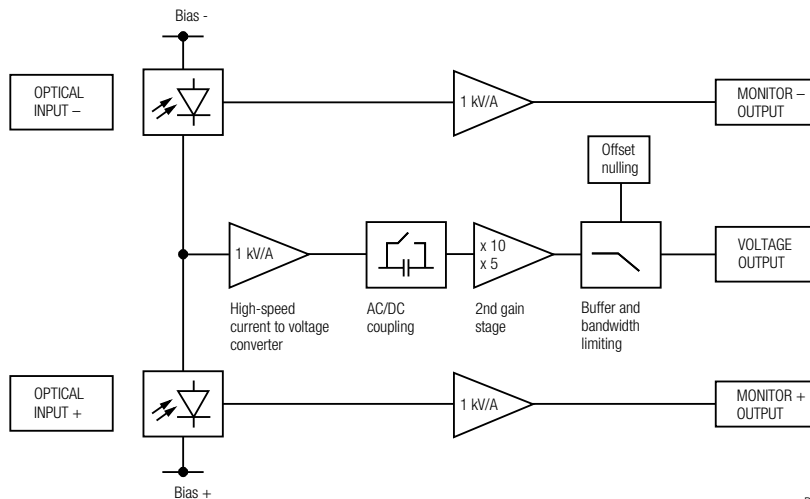 Bias -
OPTICAL
INPUT –
1 kV/A
MONITOR –
OUTPUT
Offset
nulling
1 kV/A
x 10
x 5
VOLTAGE
OUTPUT
High-speed
current to voltage
converter
AC/DC
coupling
2nd gain
stage
Buffer and
bandwidth
limiting
OPTICAL
INPUT +
1 kV/A
MONITOR +
OUTPUT
Bias +